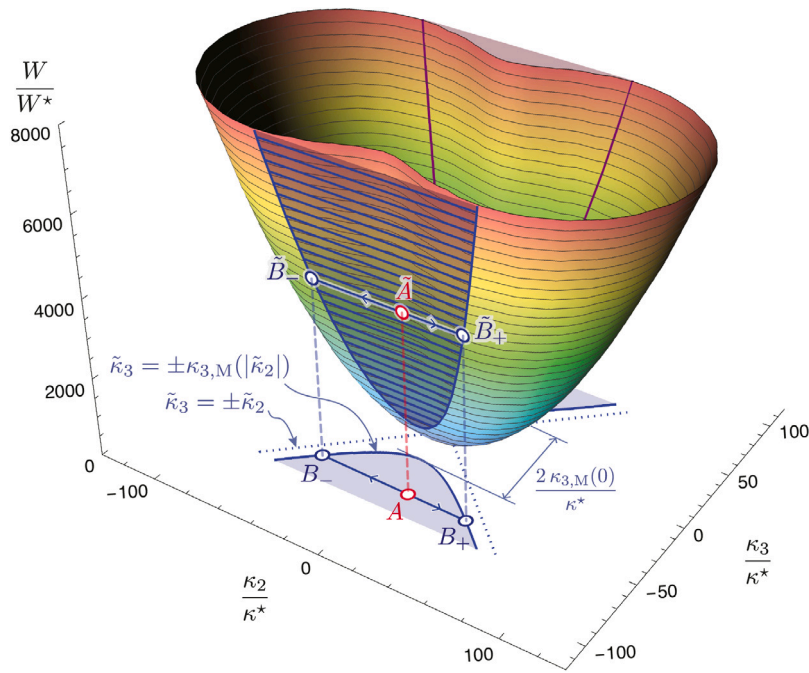 W
W⋆
8000
6000
4000
2000
0
B̃₋
Ã
B̃₊
κ̃₃ = ±κ₃,M(|κ̃₂|)
κ̃₃ = ±κ̃₂
B₋
A
B₊
2 κ₃,M(0)
κ⋆
-100
0
100
κ₂
κ⋆
100
50
0
-50
-100
κ₃
κ⋆